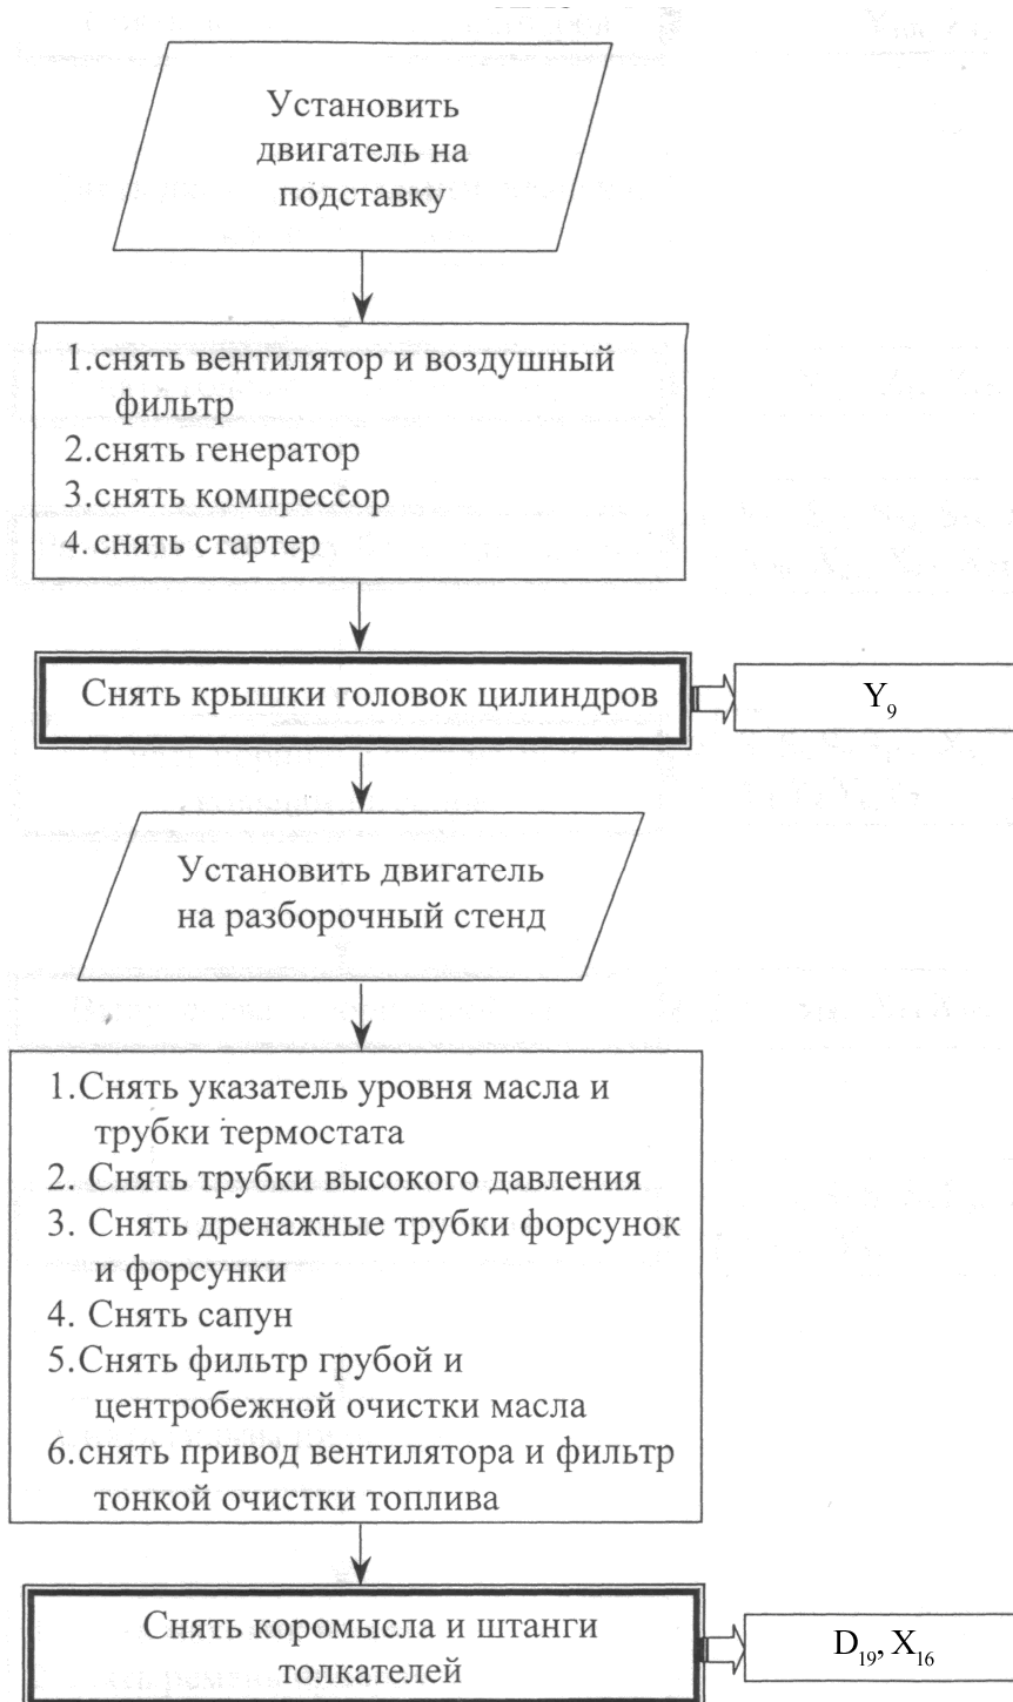 Установить
двигатель на
подставку
1.снять вентилятор и воздушный
фильтр
2.снять генератор
3.снять компрессор
4. снять стартер
Снять крышки головок цилиндров
Y₉
Установить двигатель
на разборочный стенд
1.Снять указатель уровня масла и
трубки термостата
2. Снять трубки высокого давления
3. Снять дренажные трубки форсунок
и форсунки
4. Снять сапун
5.Снять фильтр грубой и
центробежной очистки масла
6.снять привод вентилятора и фильтр
тонкой очистки топлива
Снять коромысла и штанги
толкателей
D₁₉, X₁₆